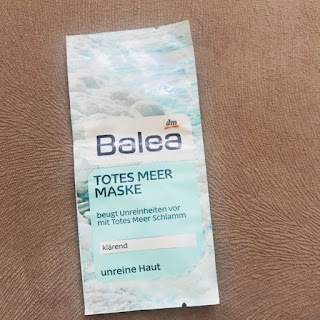 dm
Balea
TOTES MEER
MASKE
beugt Unreinheiten vor
mit Totes Meer Schlamm
klärend
unreine Haut